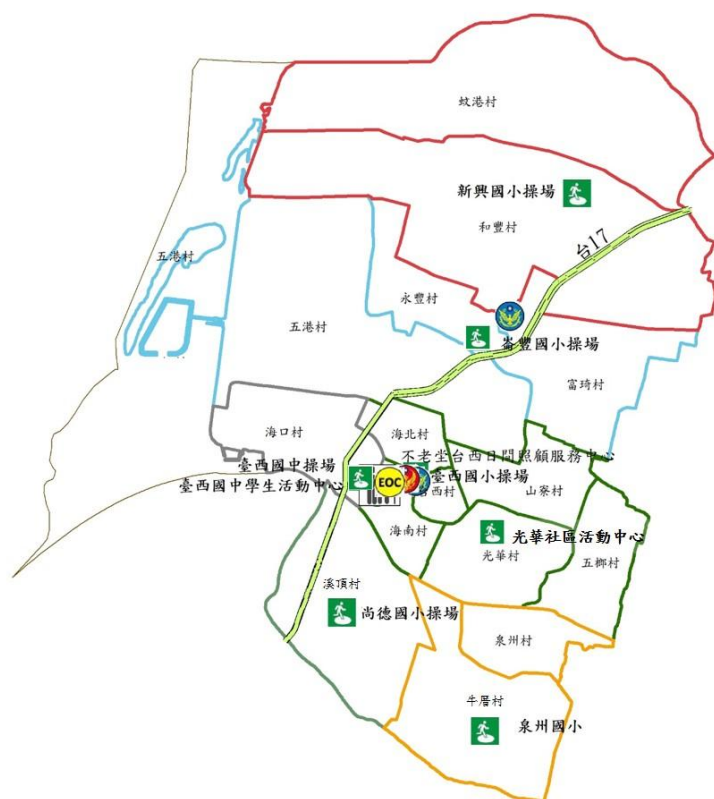 蚊港村
新興國小操場
和豐村
台17
五港村
永豐村
五港村
崙豐國小操場
富琦村
海口村
海北村
不老坐台西日間照顧服務中心
臺西國中操場
臺西國小操場
臺西國中學生活動中心
EOC
台西村
山寮村
海南村
光華社區活動中心
光華村
五榔村
溪頂村
尚德國小操場
泉州村
牛厝村
泉州國小